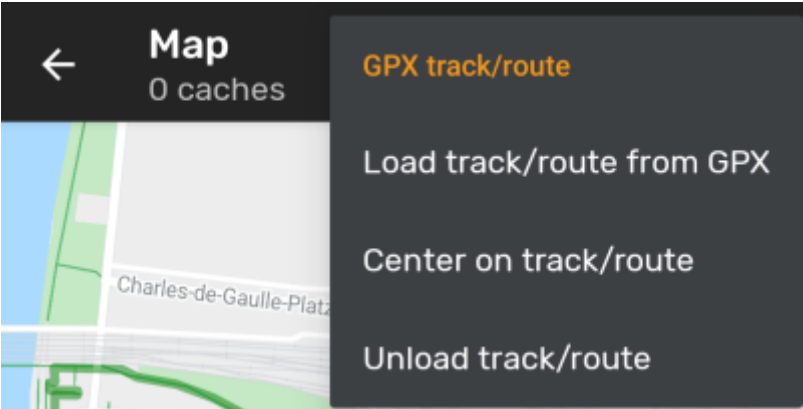 Map
0 caches
GPX track/route
Load track/route from GPX
Center on track/route
Unload track/route
Charles-de-Gaulle-Platz